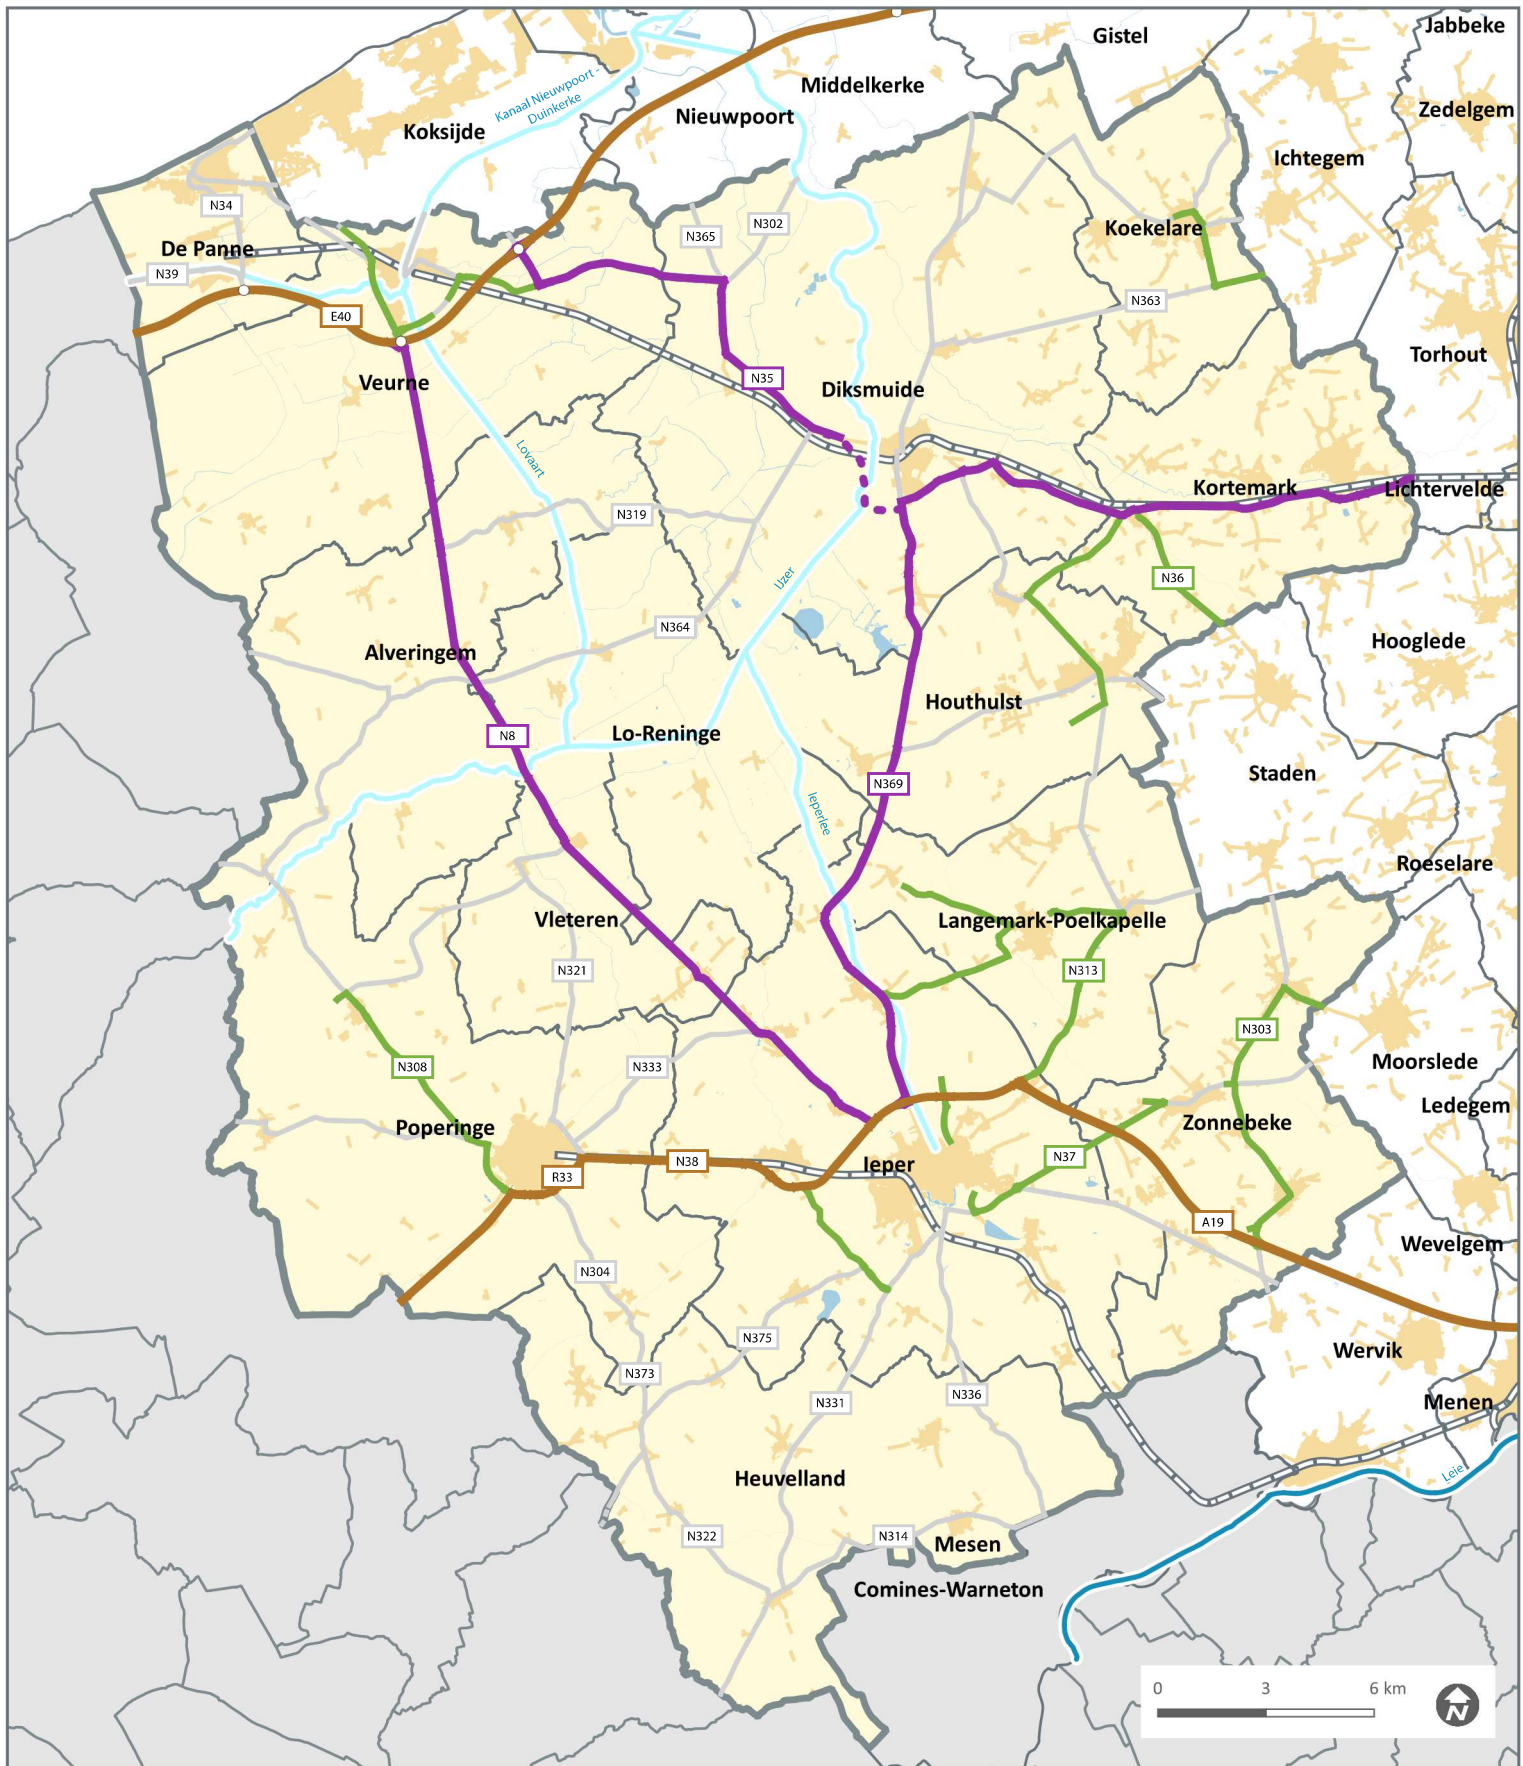 Gistel
Jabbeke
Middelkerke
Kanaal Nieuwpoort -
Duinkerke
Zedelgem
Nieuwpoort
Koksijde
Ichtegem
N34
N302
Koekelare
N365
De Panne
N39
N363
E40
Torhout
N35
Veurne
Diksmuide
Lovaart
Kortemark
Lichtervelde
N319
IJzer
N36
N364
Hooglede
Alveringem
Houthulst
N8
Lo-Reninge
Staden
N369
Ieperlee
Roeselare
Vleteren
Langemark-Poelkapelle
N321
N313
N303
N308
N333
Moorslede
Ledegem
Poperinge
Zonnebeke
N38
Ieper
N37
R33
A19
Wevelgem
N304
N375
Wervik
N373
N331
N336
Menen
Leie
Heuvelland
N322
N314
Mesen
Comines-Warneton
0 3 6 km
N